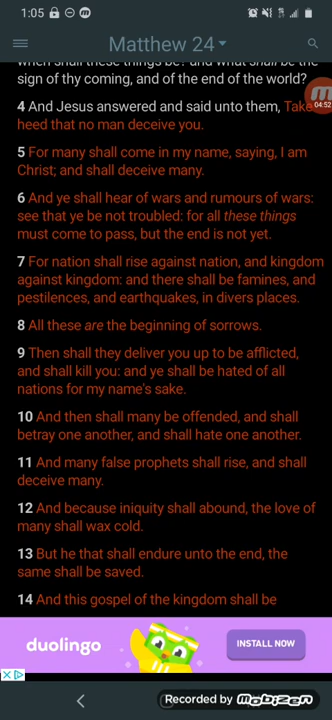 1:05
Matthew 24
when shall these things be? and what shall be the
sign of thy coming, and of the end of the world?
04:52
4 And Jesus answered and said unto them, Take
heed that no man deceive you.
5 For many shall come in my name, saying, I am
Christ; and shall deceive many.
6 And ye shall hear of wars and rumours of wars:
see that ye be not troubled: for all these things
must come to pass, but the end is not yet.
7 For nation shall rise against nation, and kingdom
against kingdom: and there shall be famines, and
pestilences, and earthquakes, in divers places.
8 All these are the beginning of sorrows.
9 Then shall they deliver you up to be afflicted,
and shall kill you: and ye shall be hated of all
nations for my name's sake.
10 And then shall many be offended, and shall
betray one another, and shall hate one another.
11 And many false prophets shall rise, and shall
deceive many.
12 And because iniquity shall abound, the love of
many shall wax cold.
13 But he that shall endure unto the end, the
same shall be saved.
14 And this gospel of the kingdom shall be
duolingo
INSTALL NOW
Recorded by mobizen